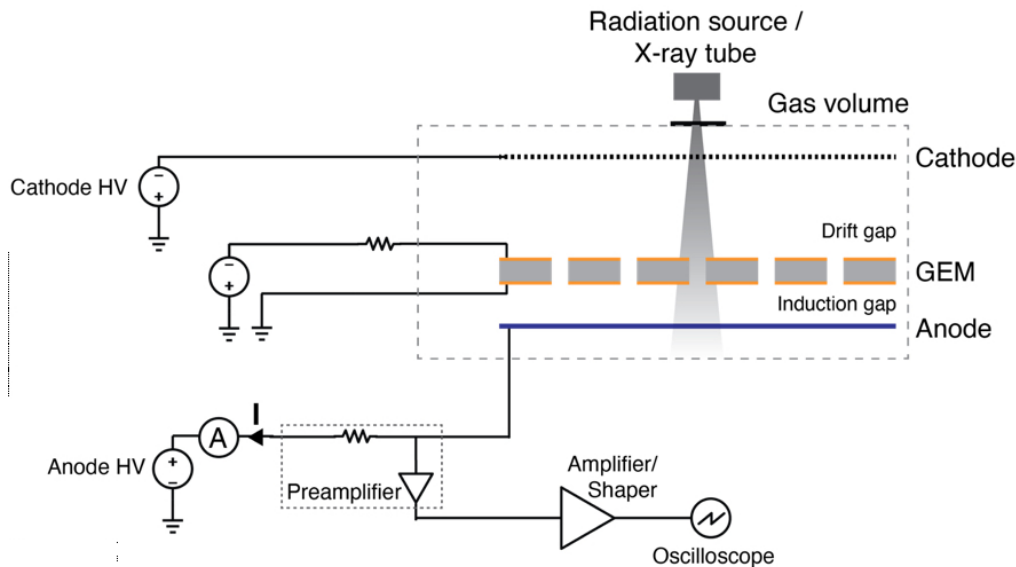 Radiation source /
X-ray tube
Gas volume
Cathode
Cathode HV
− +
Drift gap
− +
GEM
Induction gap
Anode
I
A
Anode HV
+ −
Preamplifier
Amplifier/
Shaper
Oscilloscope